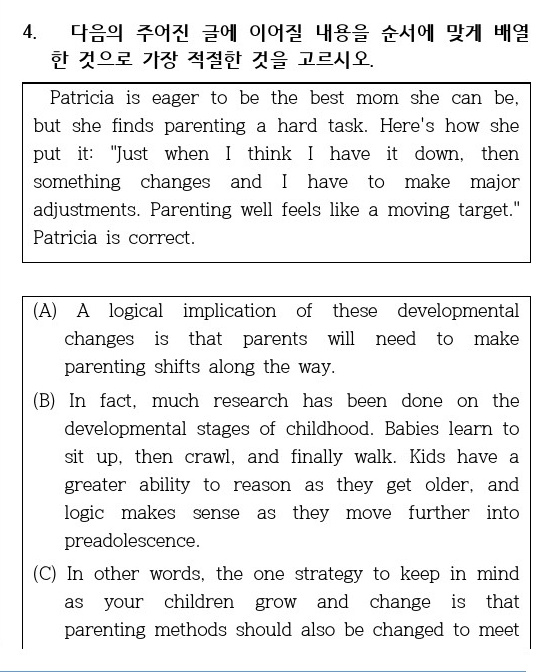 4. 다음의 주어진 글에 이어질 내용을 순서에 맞게 배열
한 것으로 가장 적절한 것을 고르시오.
Patricia is eager to be the best mom she can be,
but she finds parenting a hard task. Here's how she
put it: "Just when I think I have it down, then
something changes and I have to make major
adjustments. Parenting well feels like a moving target."
Patricia is correct.
(A) A logical implication of these developmental
changes is that parents will need to make
parenting shifts along the way.
(B) In fact, much research has been done on the
developmental stages of childhood. Babies learn to
sit up, then crawl, and finally walk. Kids have a
greater ability to reason as they get older, and
logic makes sense as they move further into
preadolescence.
(C) In other words, the one strategy to keep in mind
as your children grow and change is that
parenting methods should also be changed to meet